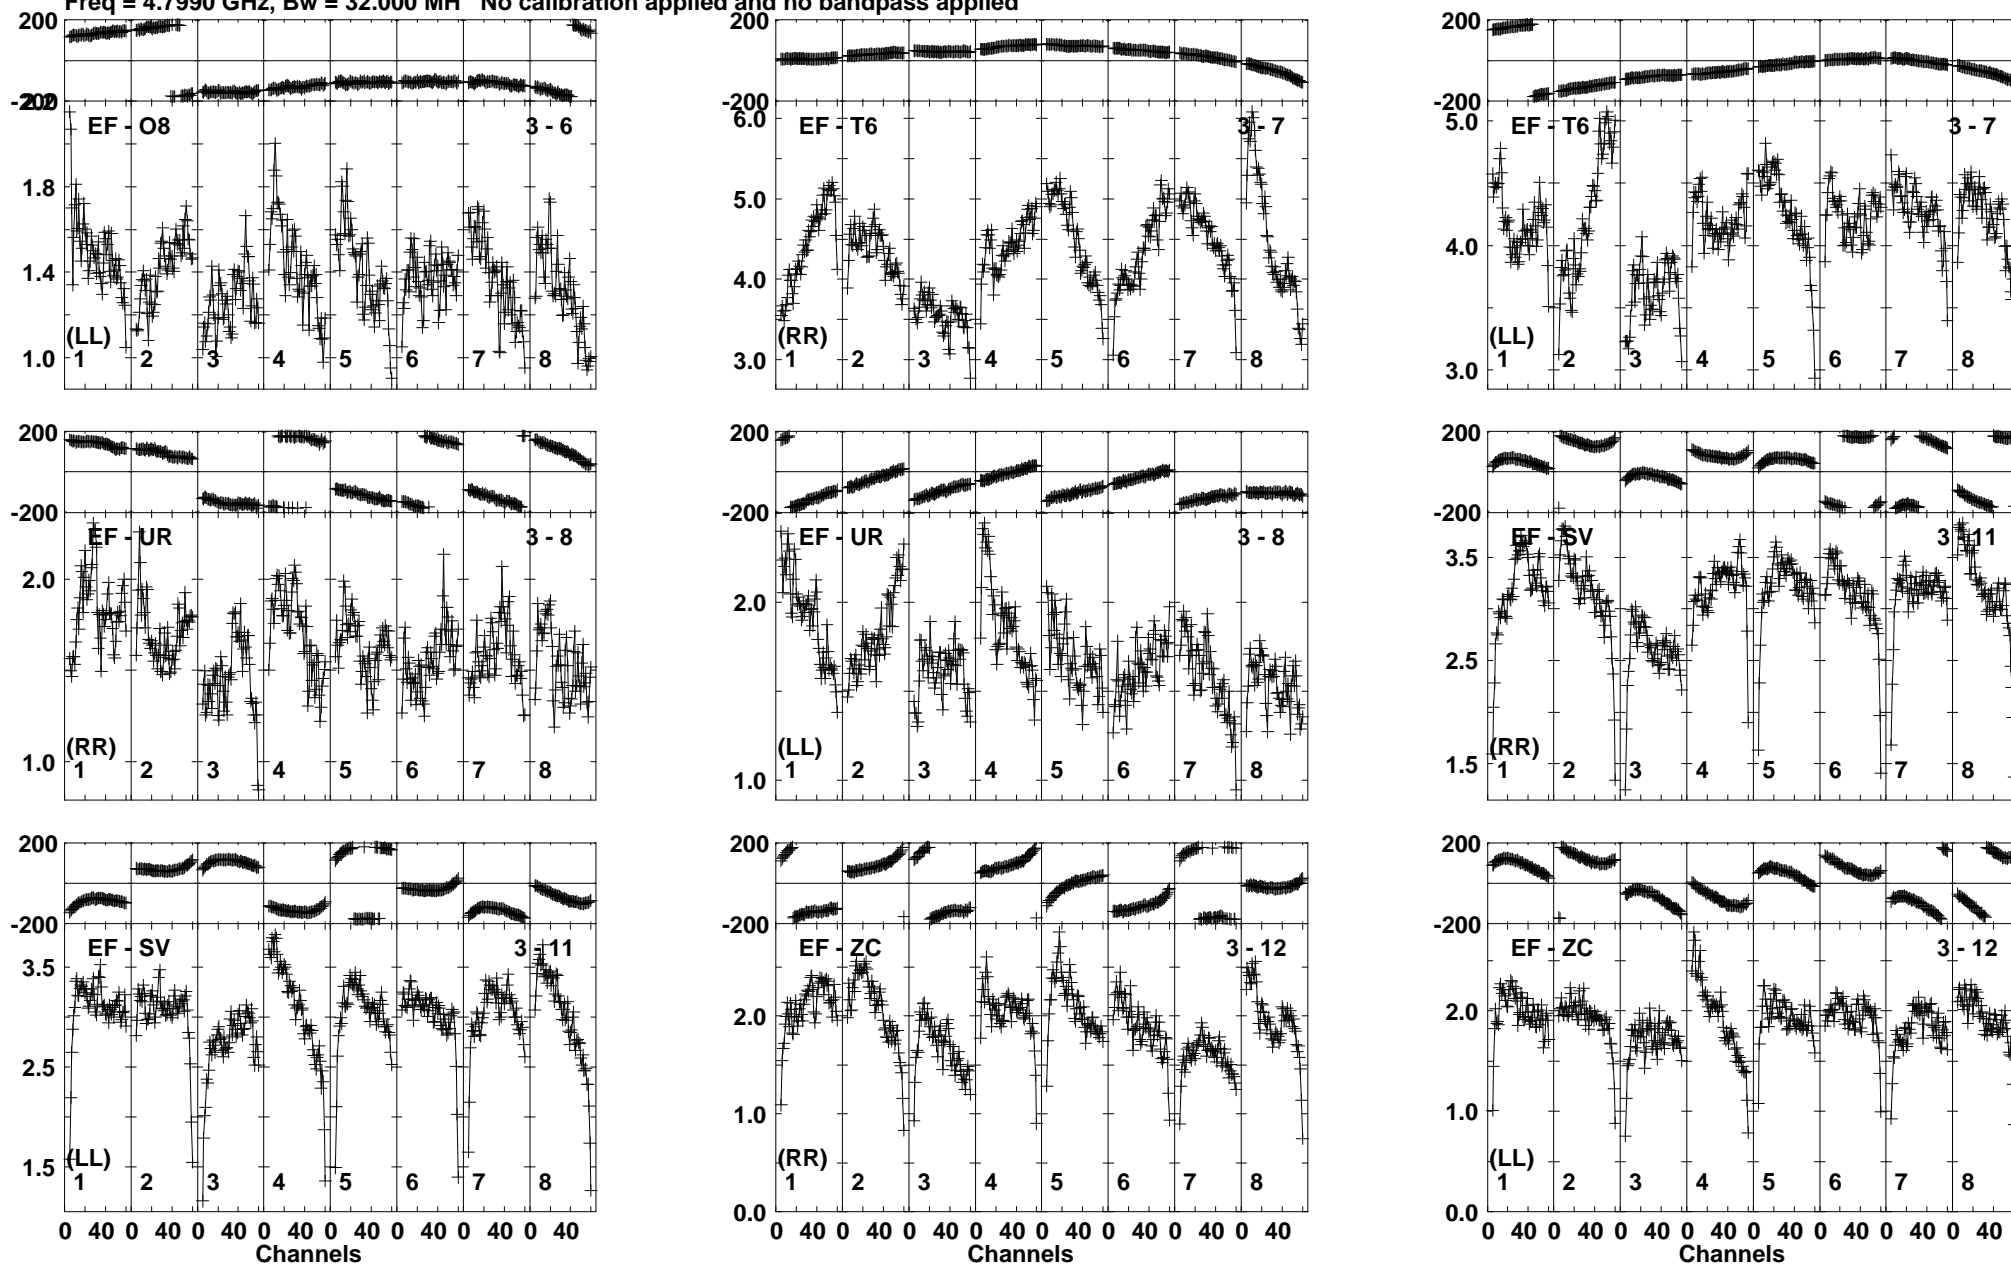 Freq = 4.7990 GHz, Bw = 32.000 MH No calibration applied and no bandpass applied
200 200 200
-200 -200 -200
EF - O8 3 - 6 EF - T6 3 - 7 EF - T6 3 - 7
2.2 6.0 5.0
1.8 5.0 4.0
1.4 4.0
1.0 3.0 3.0
(LL) (RR) (LL)
1 2 3 4 5 6 7 8 1 2 3 4 5 6 7 8 1 2 3 4 5 6 7 8
200 200 200
-200 -200 -200
EF - UR 3 - 8 EF - UR 3 - 8 EF - SV 3 - 11
2.0 2.0 3.5
2.5
1.0 1.0 1.5
(RR) (LL) (RR)
1 2 3 4 5 6 7 8 1 2 3 4 5 6 7 8 1 2 3 4 5 6 7 8
200 200 200
-200 -200 -200
EF - SV 3 - 11 EF - ZC 3 - 12 EF - ZC 3 - 12
3.5 2.0 2.0
2.5 1.0 1.0
1.5 0.0 0.0
(LL) (RR) (LL)
1 2 3 4 5 6 7 8 1 2 3 4 5 6 7 8 1 2 3 4 5 6 7 8
0 40 0 40 0 40 0 40 0 40 0 40 0 40 0 40 0 40 0 40 0 40 0 40 0 40 0 40 0 40 0 40 0 40 0 40 0 40 0 40 0 40 0 40 0 40 0 40
Channels Channels Channels